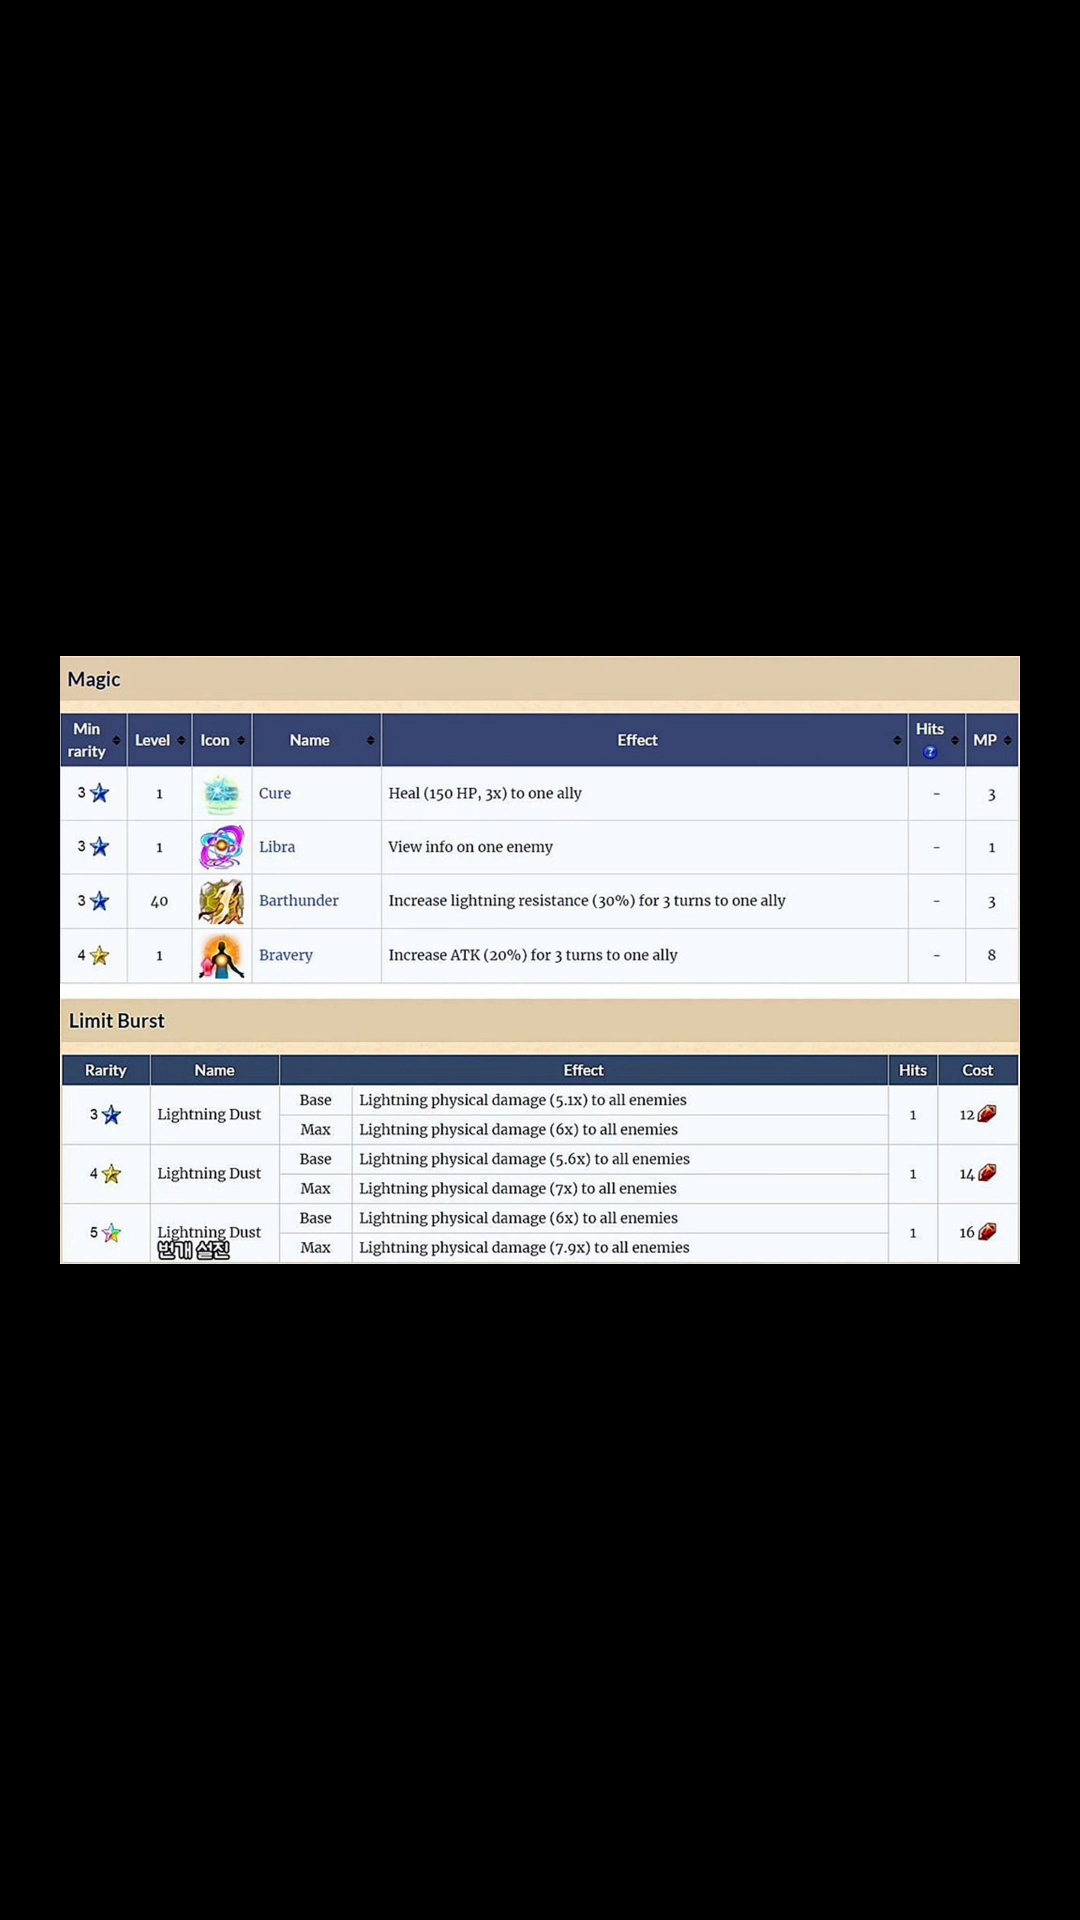 Magic
Min rarity Level Icon Name Effect Hits ? MP
3 1 Cure Heal (150 HP, 3x) to one ally - 3
3 1 Libra View info on one enemy - 1
3 40 Barthunder Increase lightning resistance (30%) for 3 turns to one ally - 3
4 1 Bravery Increase ATK (20%) for 3 turns to one ally - 8
Limit Burst
Rarity Name Effect Hits Cost
3 Lightning Dust Base Lightning physical damage (5.1x) to all enemies 1 12
Max Lightning physical damage (6x) to all enemies
4 Lightning Dust Base Lightning physical damage (5.6x) to all enemies 1 14
Max Lightning physical damage (7x) to all enemies
5 Lightning Dust Base Lightning physical damage (6x) to all enemies 1 16
번개 설진 Max Lightning physical damage (7.9x) to all enemies